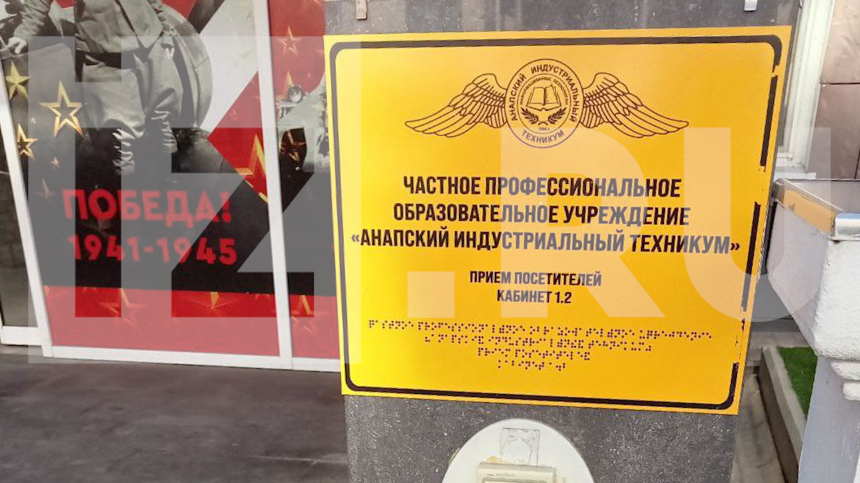 ПОБЕДА!
1941-1945
АНАПСКИЙ ИНДУСТРИАЛЬНЫЙ
ТЕХНИКУМ
ЧАСТНОЕ ПРОФЕССИОНАЛЬНОЕ
ОБРАЗОВАТЕЛЬНОЕ УЧРЕЖДЕНИЕ
«АНАПСКИЙ ИНДУСТРИАЛЬНЫЙ ТЕХНИКУМ»
ПРИЕМ ПОСЕТИТЕЛЕЙ
КАБИНЕТ 1.2
IZ.RU